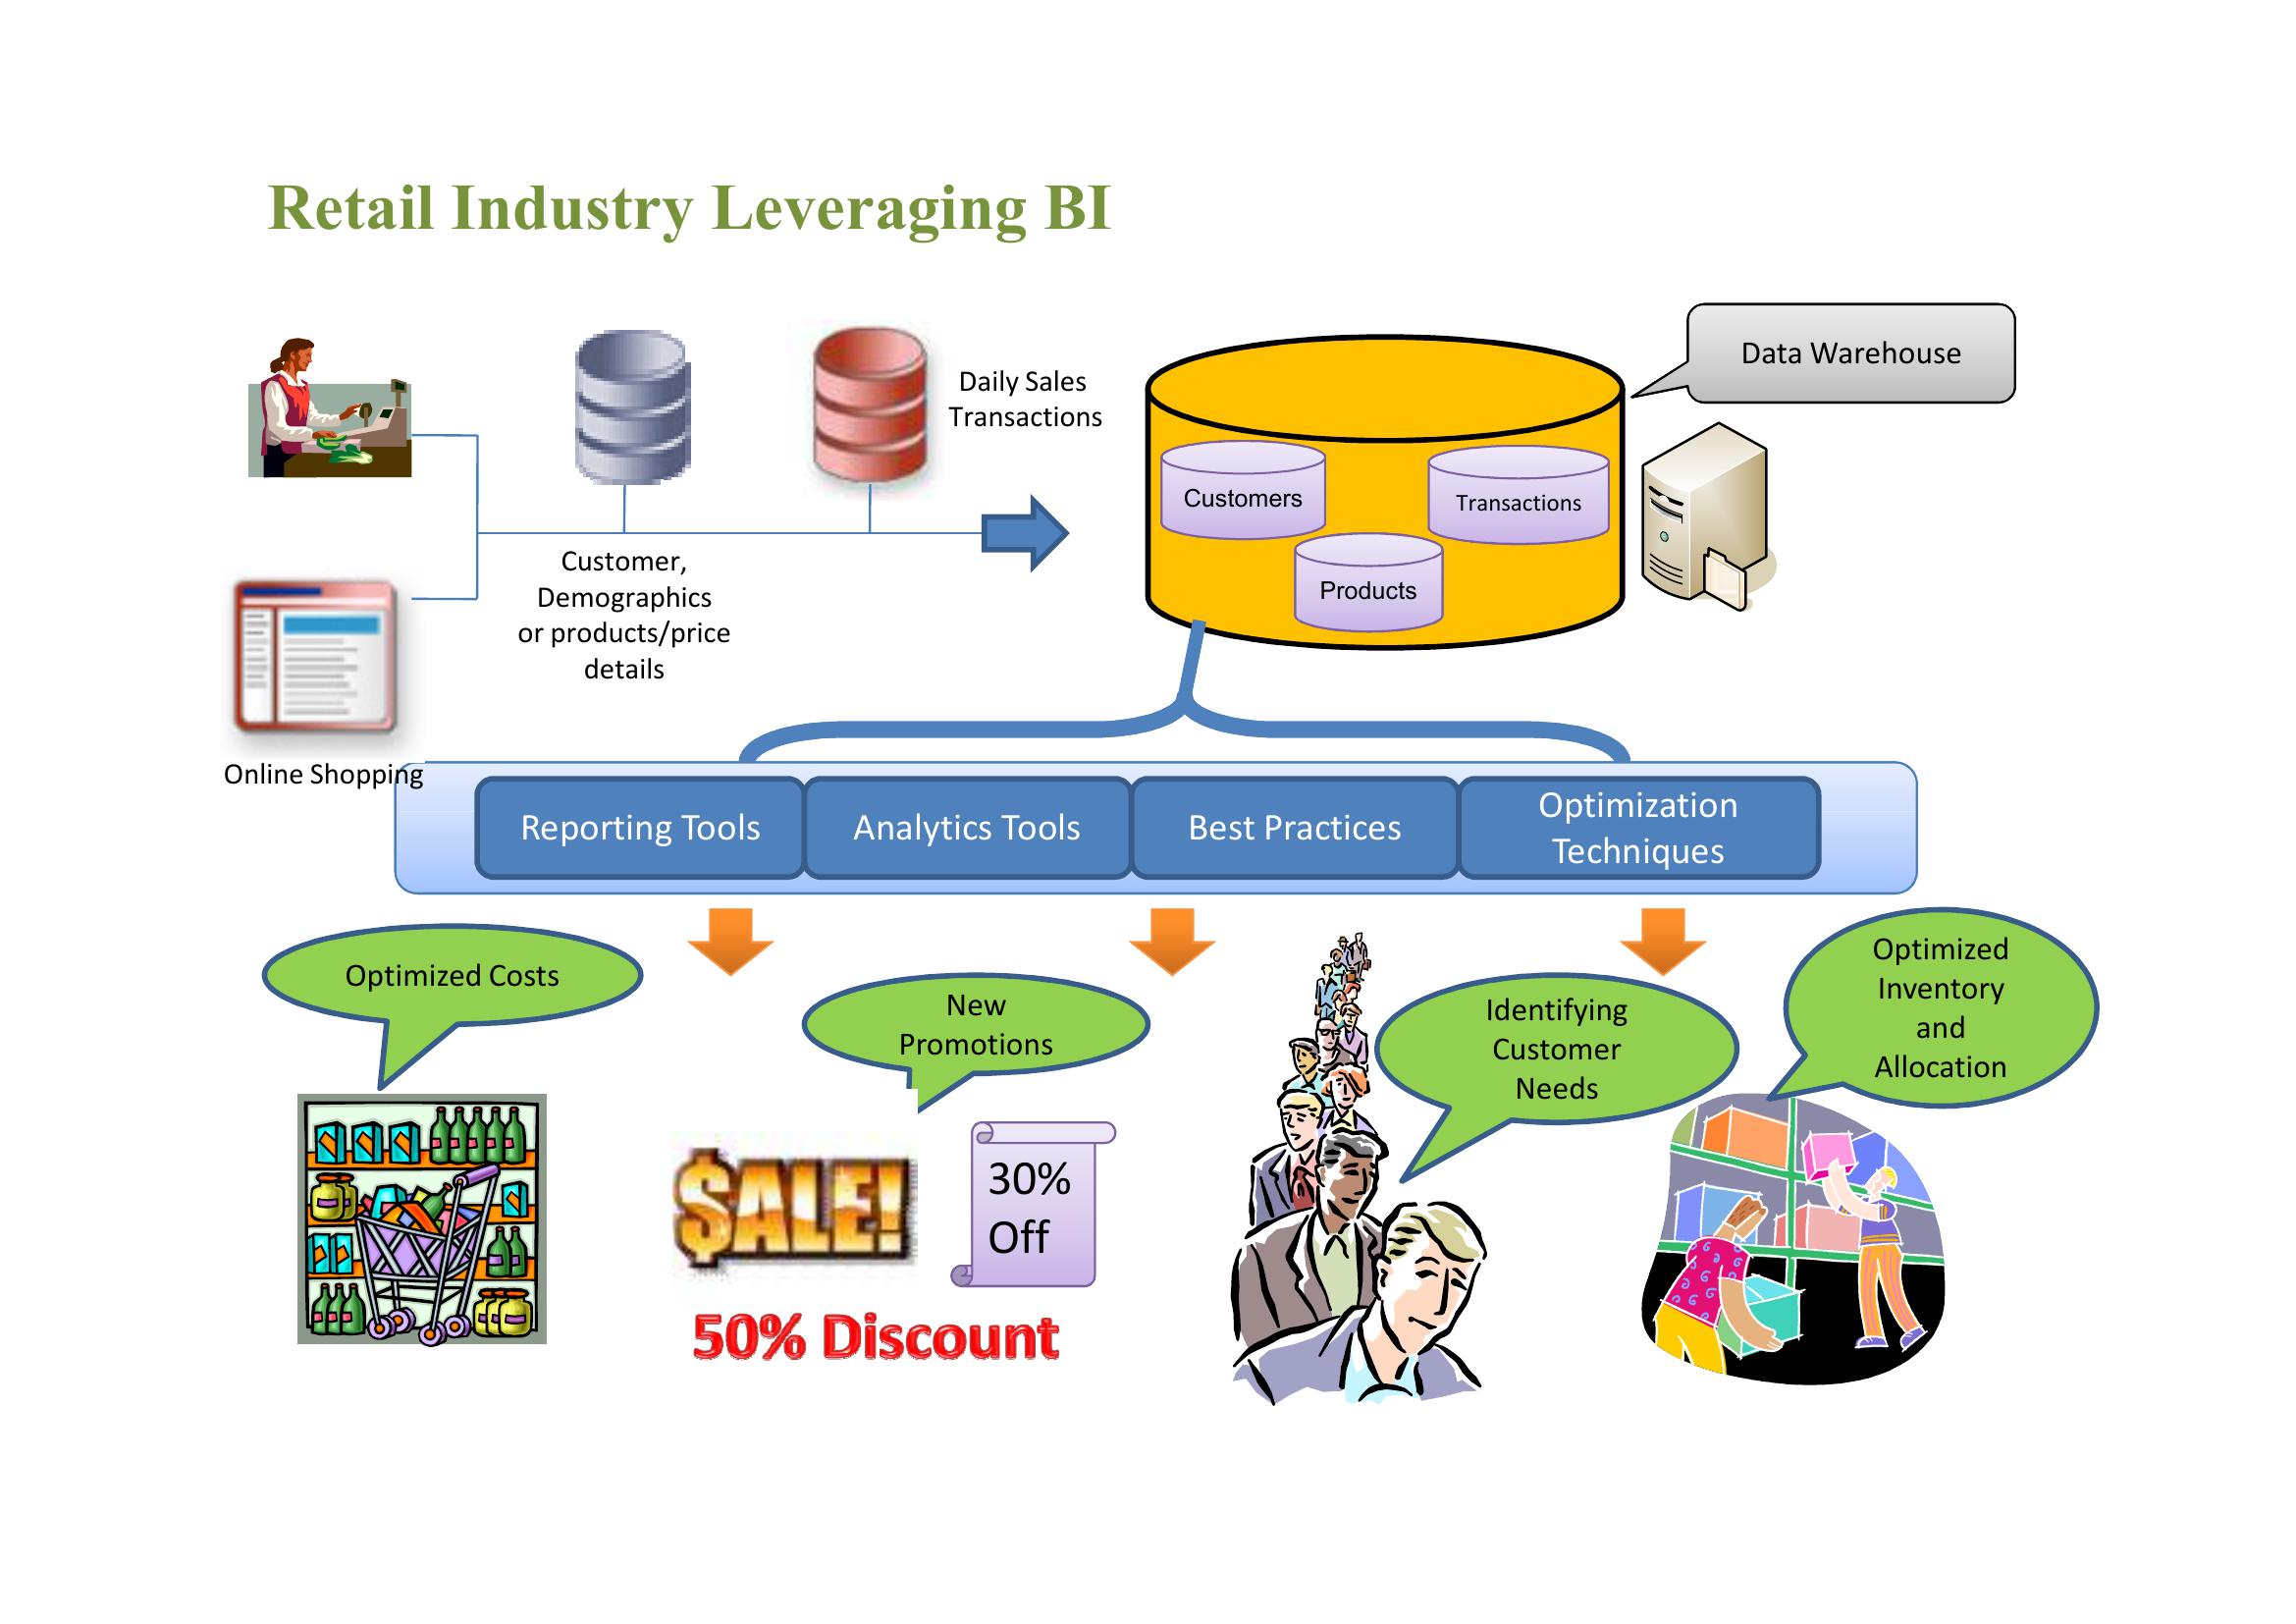 Retail Industry Leveraging BI
Daily Sales
Transactions
Data Warehouse
Customers
Transactions
Products
Customer,
Demographics
or products/price
details
Online Shopping
Reporting Tools
Analytics Tools
Best Practices
Optimization
Techniques
Optimized Costs
New
Promotions
Identifying
Customer
Needs
Optimized
Inventory
and
Allocation
$ALE!
30%
Off
50% Discount